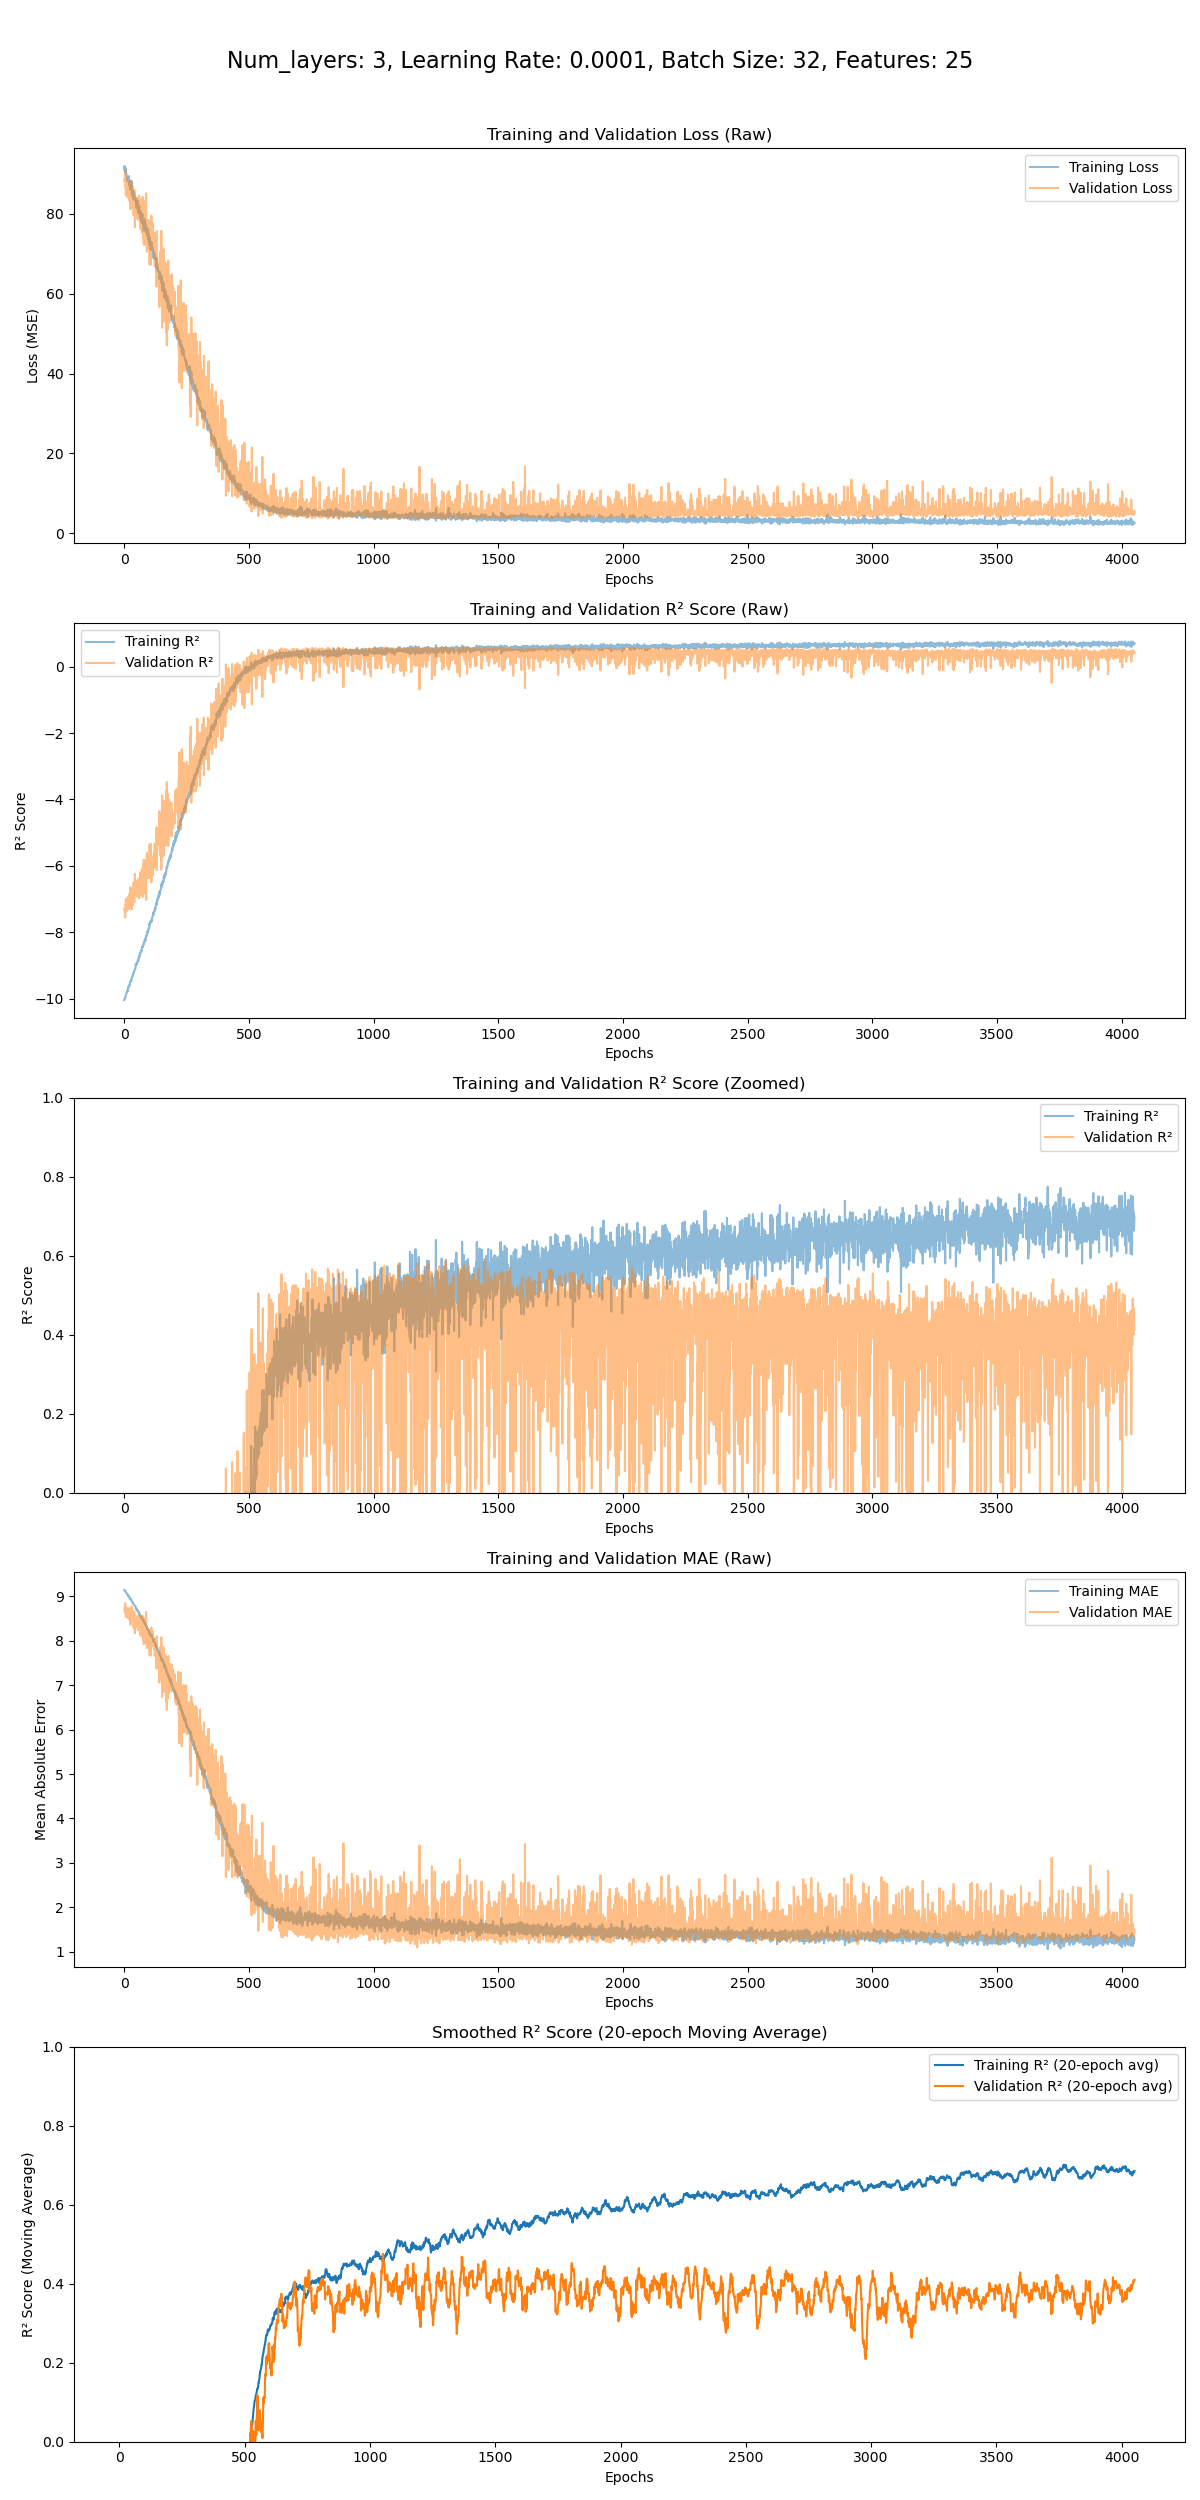 Num_layers: 3, Learning Rate: 0.0001, Batch Size: 32, Features: 25
Training and Validation Loss (Raw)
Training Loss
Validation Loss
80
60
40
20
0
Loss (MSE)
0 500 1000 1500 2000 2500 3000 3500 4000
Epochs
Training and Validation R² Score (Raw)
Training R²
Validation R²
0
−2
−4
−6
−8
−10
R² Score
0 500 1000 1500 2000 2500 3000 3500 4000
Epochs
Training and Validation R² Score (Zoomed)
Training R²
Validation R²
1.0
0.8
0.6
0.4
0.2
0.0
R² Score
0 500 1000 1500 2000 2500 3000 3500 4000
Epochs
Training and Validation MAE (Raw)
Training MAE
Validation MAE
9
8
7
6
5
4
3
2
1
Mean Absolute Error
0 500 1000 1500 2000 2500 3000 3500 4000
Epochs
Smoothed R² Score (20-epoch Moving Average)
Training R² (20-epoch avg)
Validation R² (20-epoch avg)
1.0
0.8
0.6
0.4
0.2
0.0
R² Score (Moving Average)
0 500 1000 1500 2000 2500 3000 3500 4000
Epochs